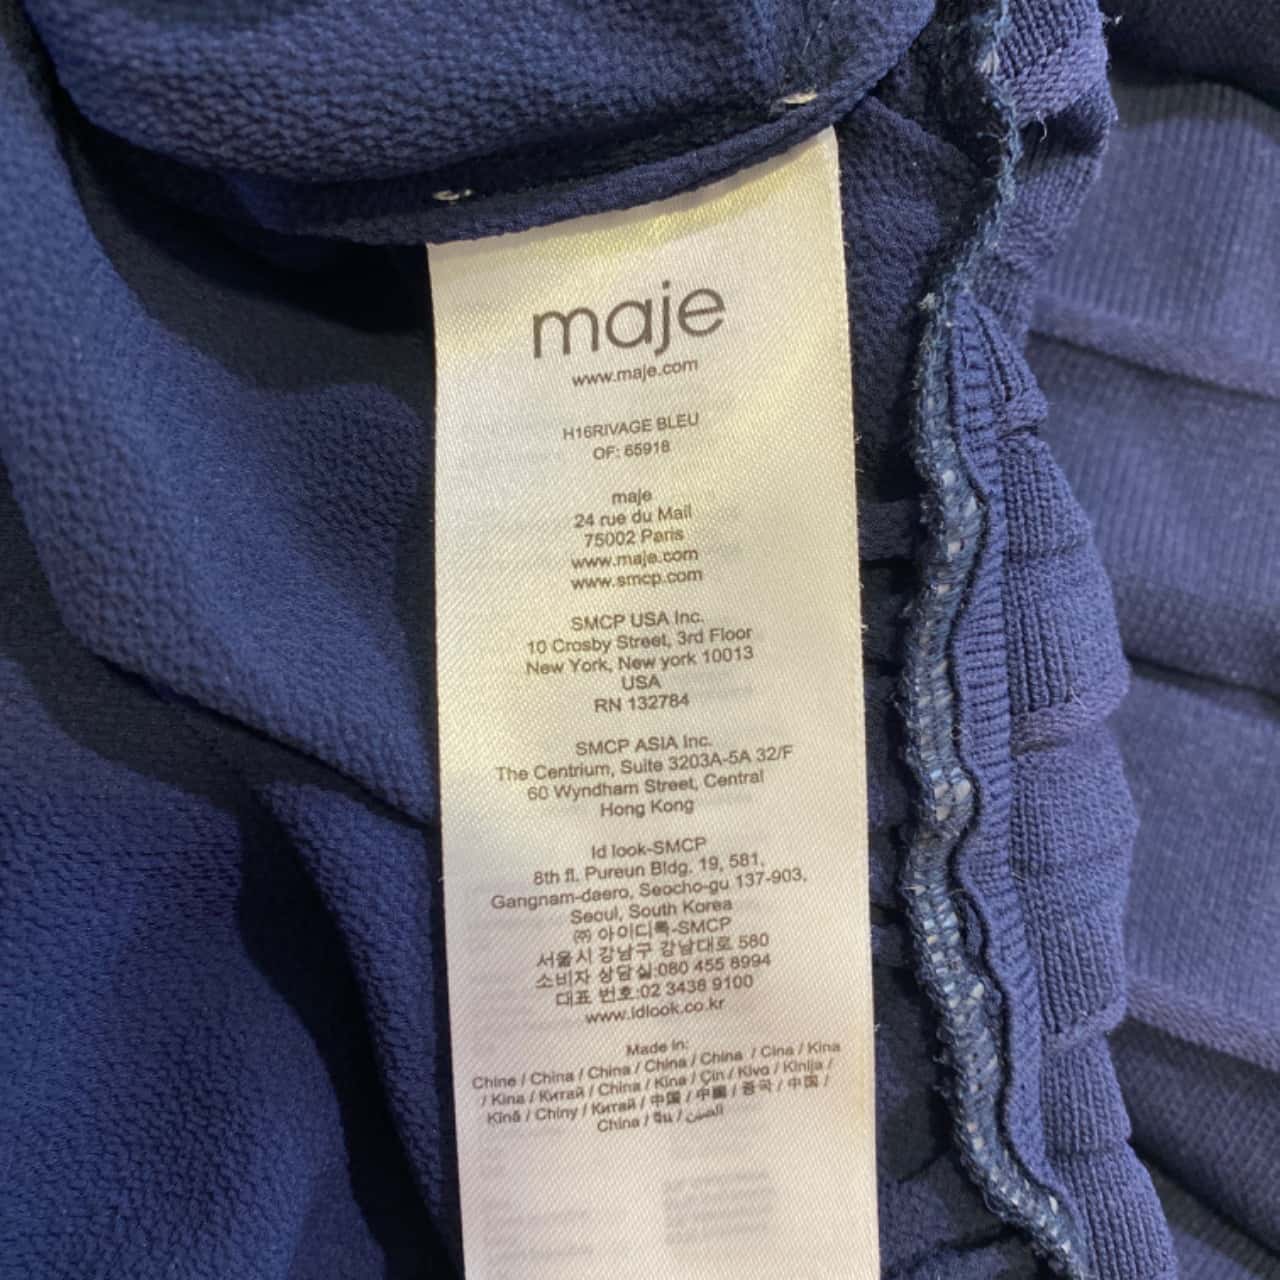 maje
www.maje.com
H16RIVAGE BLEU
OF: 65918
maje
24 rue du Mail
75002 Paris
www.maje.com
www.smcp.com
SMCP USA Inc.
10 Crosby Street, 3rd Floor
New York, New york 10013
USA
RN 132784
SMCP ASIA Inc.
The Centrium, Suite 3203A-5A 32/F
60 Wyndham Street, Central
Hong Kong
Id look-SMCP
8th fl. Pureun Bldg. 19, 581,
Gangnam-daero, Seocho-gu 137-903,
Seoul, South Korea
㈜ 아이디룩-SMCP
서울시 강남구 강남대로 580
소비자 상담실:080 455 8994
대표 번호:02 3438 9100
www.idlook.co.kr
Made in:
Chine / China / China / China / China / Cina / Kina
/ Kina / Китай / China / Kína / Çin / Kivo / Kinija /
Kīnā / Chiny / Китай / 中国 / 中國 / 중국 / 中国 /
China / จีน / الصين